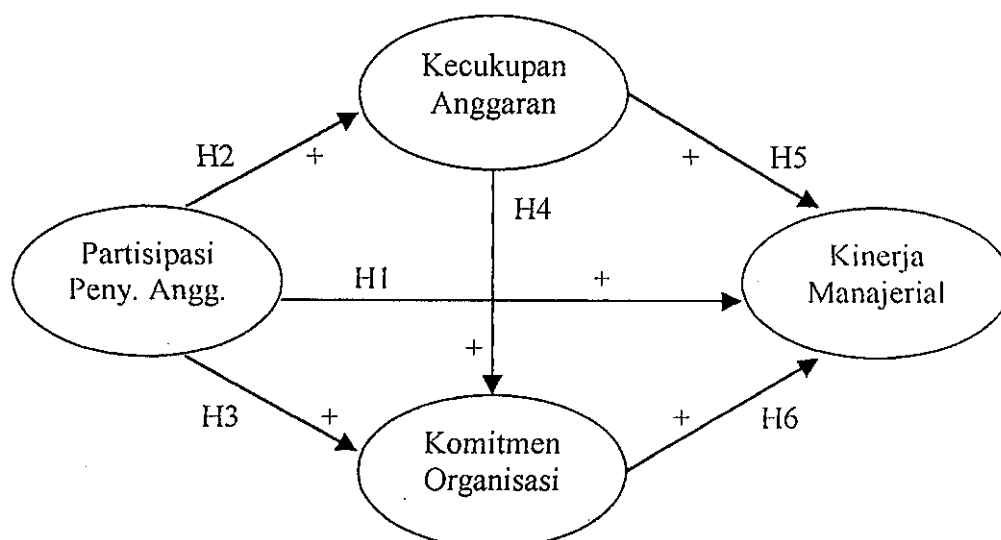 Kecukupan
Anggaran
H2
+
+
H5
H4
Partisipasi
Peny. Angg.
H1
+
Kinerja
Manajerial
+
H3
+
+
H6
Komitmen
Organisasi